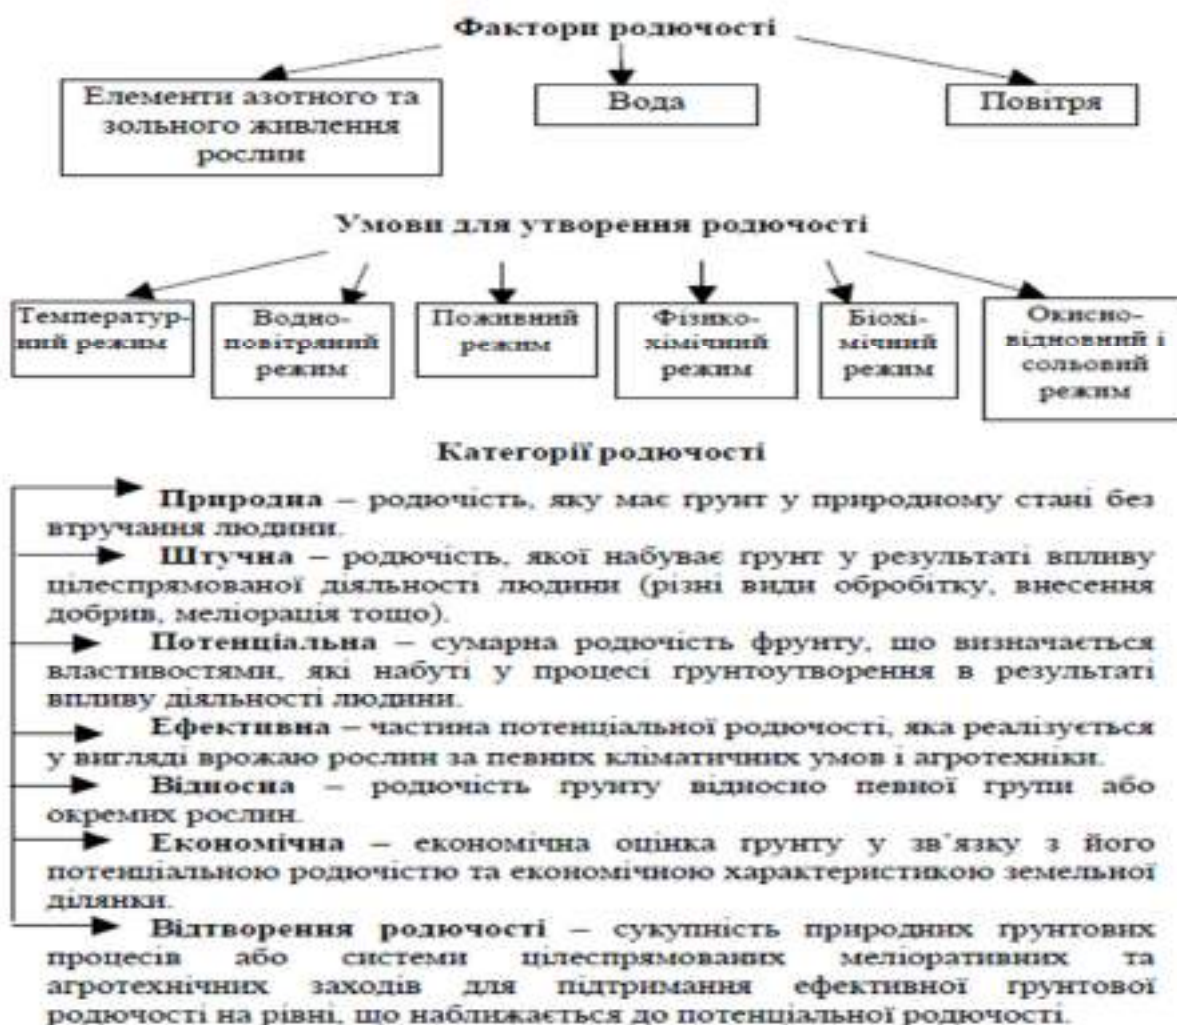 Фактори родючості
Елементи азотного та
зольного живлення
рослин
Вода
Повітря
Умови для утворення родючості
Температур-
ний режим
Водно-
повітряний
режим
Поживний
режим
Фізико-
хімічний
режим
Біохі-
мічний
режим
Окисно-
відновний і
сольовий
режим
Категорії родючості
Природна – родючість, яку має ґрунт у природному стані без
втручання людини.
Штучна – родючість, якої набуває ґрунт у результаті впливу
цілеспрямованої діяльності людини (різні види обробітку, внесення
добрив, меліорація тощо).
Потенціальна – сумарна родючість фрунту, що визначається
властивостями, які набуті у процесі ґрунтоутворення в результаті
впливу діяльності людини.
Ефективна – частина потенціальної родючості, яка реалізується
у вигляді врожаю рослин за певних кліматичних умов і агротехніки.
Відносна – родючість ґрунту відносно певної групи або
окремих рослин.
Економічна – економічна оцінка ґрунту у зв'язку з його
потенціальною родючістю та економічною характеристикою земельної
ділянки.
Відтворення родючості – сукупність природних ґрунтових
процесів або системи цілеспрямованих меліоративних та
агротехнічних заходів для підтримання ефективної ґрунтової
родючості на рівні, що наближається до потенціальної родючості.